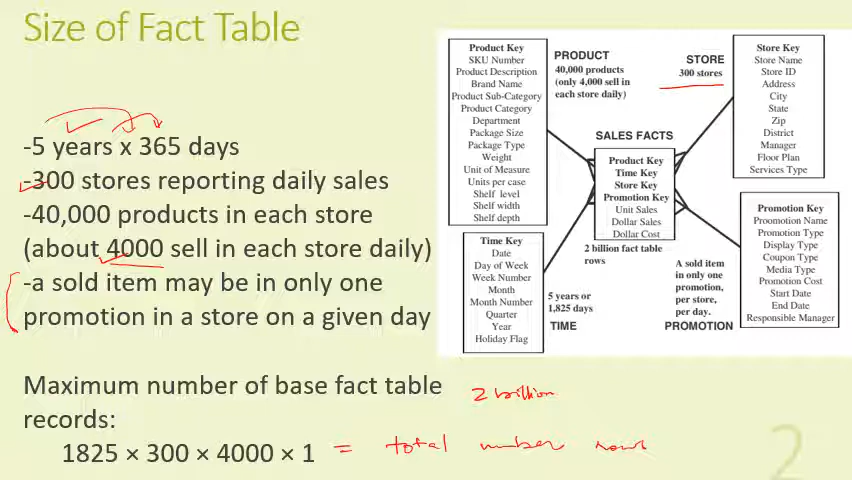 Size of Fact Table
-5 years x 365 days
-300 stores reporting daily sales
-40,000 products in each store
(about 4000 sell in each store daily)
-a sold item may be in only one
promotion in a store on a given day
Maximum number of base fact table
records:
2 billion
1825 × 300 × 4000 × 1 = total number rows
Product Key
SKU Number
Product Description
Brand Name
Product Sub-Category
Product Category
Department
Package Size
Package Type
Weight
Unit of Measure
Units per case
Shelf level
Shelf width
Shelf depth
PRODUCT
40,000 products
(only 4,000 sell in
each store daily)
STORE
300 stores
Store Key
Store Name
Store ID
Address
City
State
Zip
District
Manager
Floor Plan
Services Type
SALES FACTS
Product Key
Time Key
Store Key
Promotion Key
Unit Sales
Dollar Sales
Dollar Cost
2 billion fact table
rows
Time Key
Date
Day of Week
Week Number
Month
Month Number
Quarter
Year
Holiday Flag
5 years or
1,825 days
TIME
A sold item
in only one
promotion,
per store,
per day.
PROMOTION
Promotion Key
Proomotion Name
Promotion Type
Display Type
Coupon Type
Media Type
Promotion Cost
Start Date
End Date
Responsible Manager
2